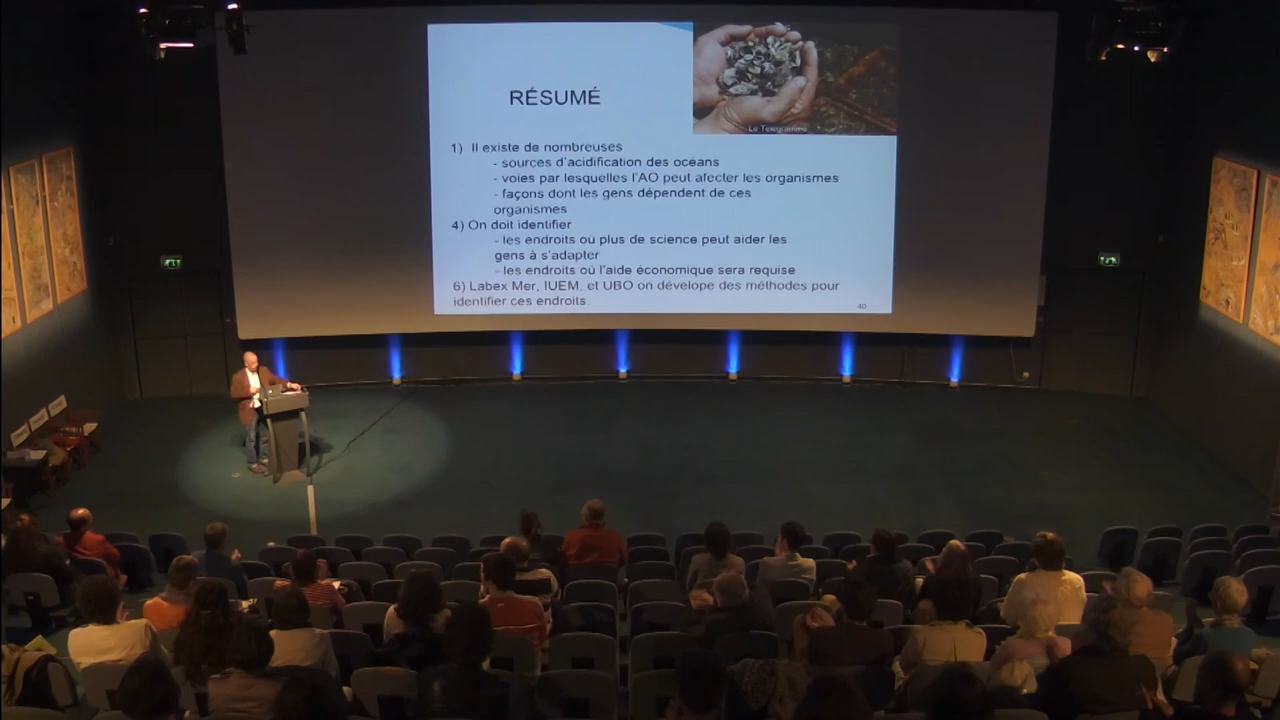 Le Telegramme
RÉSUMÉ
1) Il existe de nombreuses
- sources d'acidification des océans
- voies par lesquelles l'AO peut afecter les organismes
- façons dont les gens dépendent de ces
organismes
4) On doit identifier
- les endroits où plus de science peut aider les
gens à s'adapter
- les endroits où l'aide économique sera requise
6) Labex Mer, IUEM, et UBO on dévelope des méthodes pour
identifier ces endroits.
40